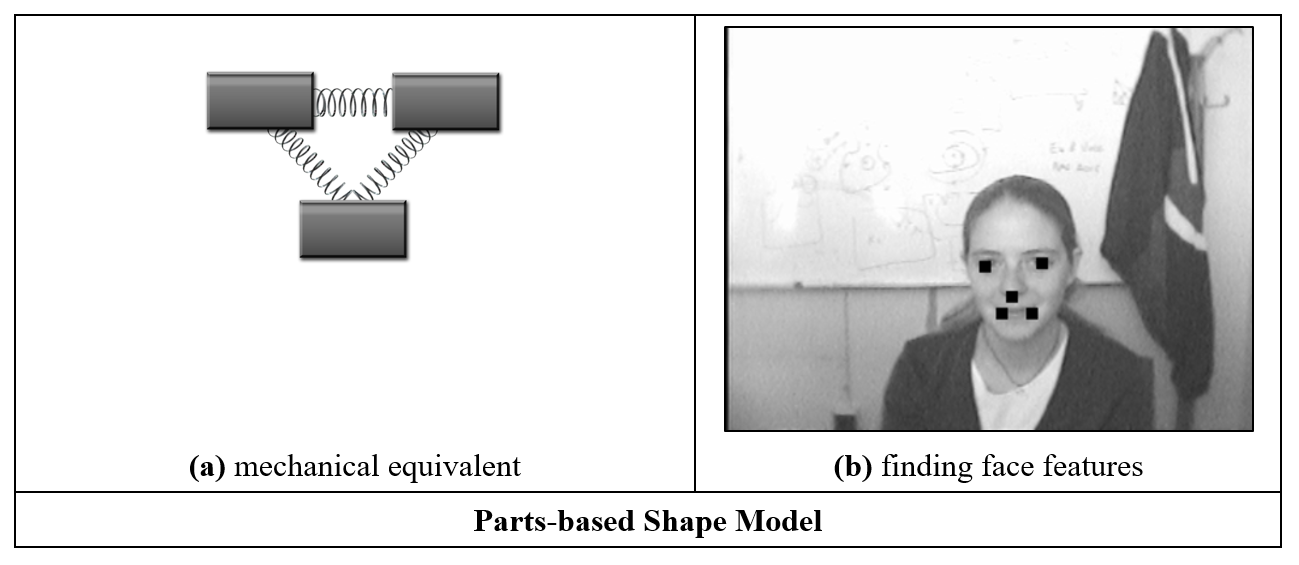 (a) mechanical equivalent
(b) finding face features
Parts-based Shape Model